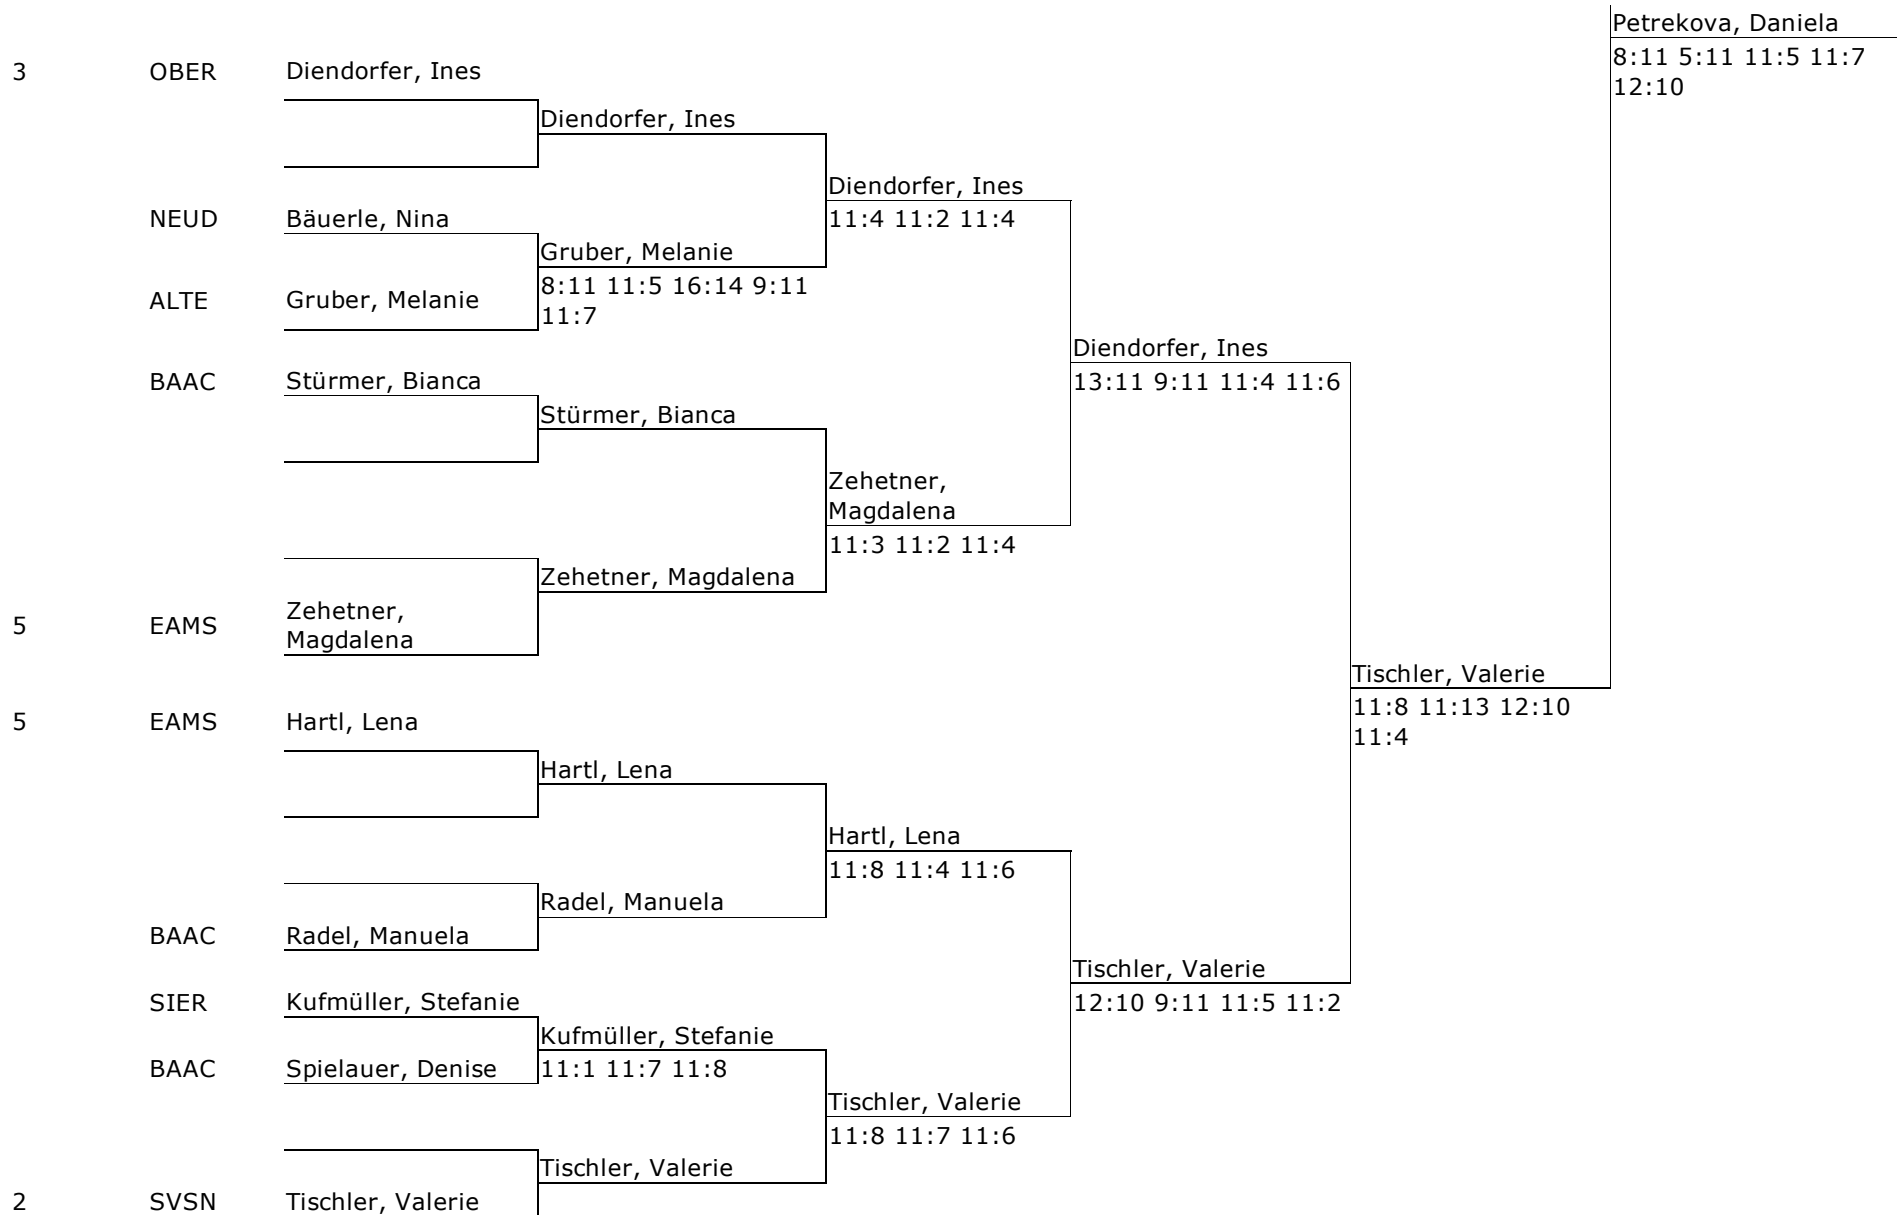 Petrekova, Daniela
8:11 5:11 11:5 11:7
12:10
3 OBER Diendorfer, Ines
Diendorfer, Ines
Diendorfer, Ines
NEUD Bäuerle, Nina 11:4 11:2 11:4
Gruber, Melanie
8:11 11:5 16:14 9:11
ALTE Gruber, Melanie
11:7
Diendorfer, Ines
BAAC Stürmer, Bianca 13:11 9:11 11:4 11:6
Stürmer, Bianca
Zehetner,
Magdalena
11:3 11:2 11:4
Zehetner, Magdalena
Zehetner,
5 EAMS Magdalena
Tischler, Valerie
11:8 11:13 12:10
5 EAMS Hartl, Lena
11:4
Hartl, Lena
Hartl, Lena
11:8 11:4 11:6
Radel, Manuela
BAAC Radel, Manuela
Tischler, Valerie
SIER Kufmüller, Stefanie 12:10 9:11 11:5 11:2
Kufmüller, Stefanie
BAAC Spielauer, Denise 11:1 11:7 11:8
Tischler, Valerie
11:8 11:7 11:6
Tischler, Valerie
2 SVSN Tischler, Valerie